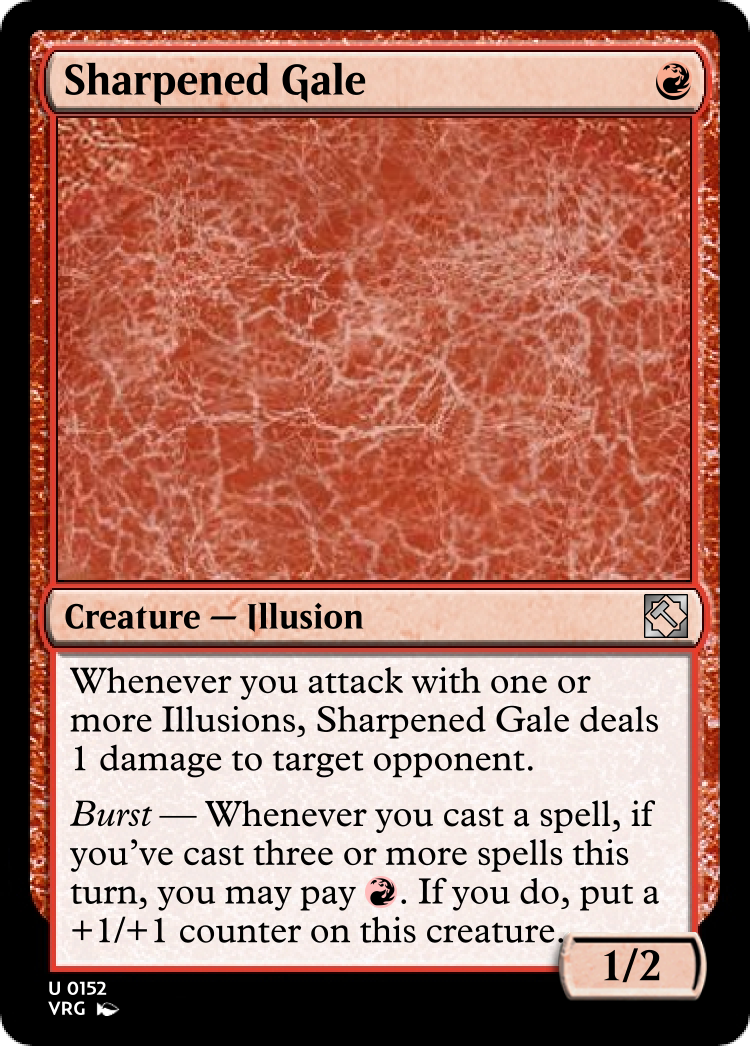 Sharpened Gale
Creature — Illusion
Whenever you attack with one or
more Illusions, Sharpened Gale deals
1 damage to target opponent.
Burst — Whenever you cast a spell, if
you’ve cast three or more spells this
turn, you may pay . If you do, put a
+1/+1 counter on this creature.
1/2
U 0152
VRG